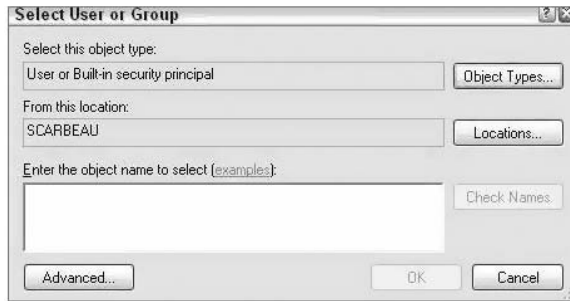 Select User or Group
Select this object type:
User or Built-in security principal
Object Types...
From this location:
SCARBEAU
Locations...
Enter the object name to select (examples):
Check Names
Advanced...
OK
Cancel